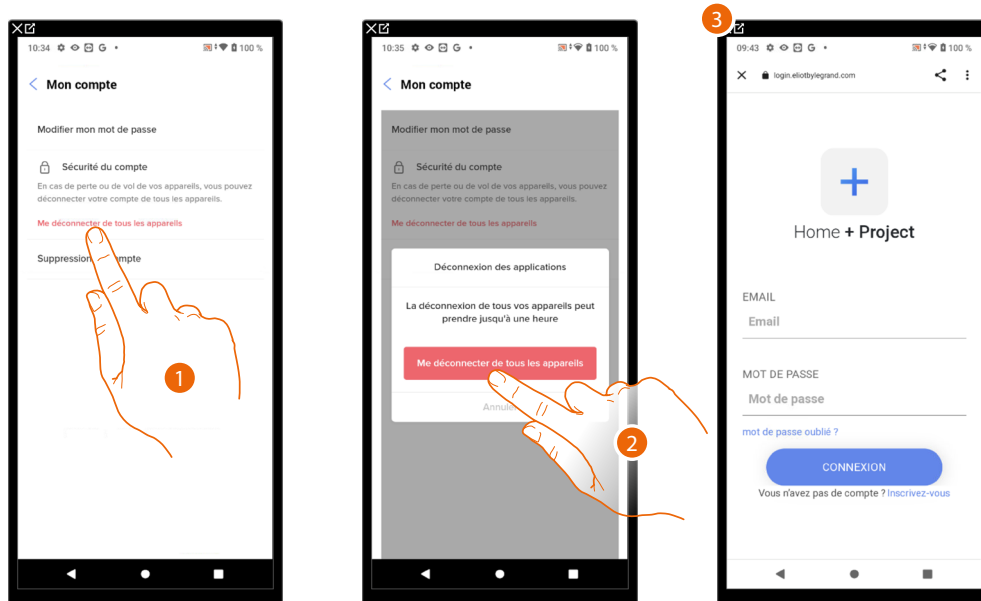 10:34 G • 100 %
Mon compte
Modifier mon mot de passe
Sécurité du compte
En cas de perte ou de vol de vos appareils, vous pouvez
déconnecter votre compte de tous les appareils.
Me déconnecter de tous les appareils
Suppression mpte
1
10:35 G • 100 %
Mon compte
Modifier mon mot de passe
Sécurité du compte
En cas de perte ou de vol de vos appareils, vous pouvez
déconnecter votre compte de tous les appareils.
Me déconnecter de tous les appareils
Déconnexion des applications
La déconnexion de tous vos appareils peut
prendre jusqu'à une heure
Me déconnecter de tous les appareils
Annuler
2
3
09:43 G • 100 %
login.eliotbylegrand.com
Home + Project
EMAIL
Email
MOT DE PASSE
Mot de passe
mot de passe oublié ?
CONNEXION
Vous n'avez pas de compte ? Inscrivez-vous